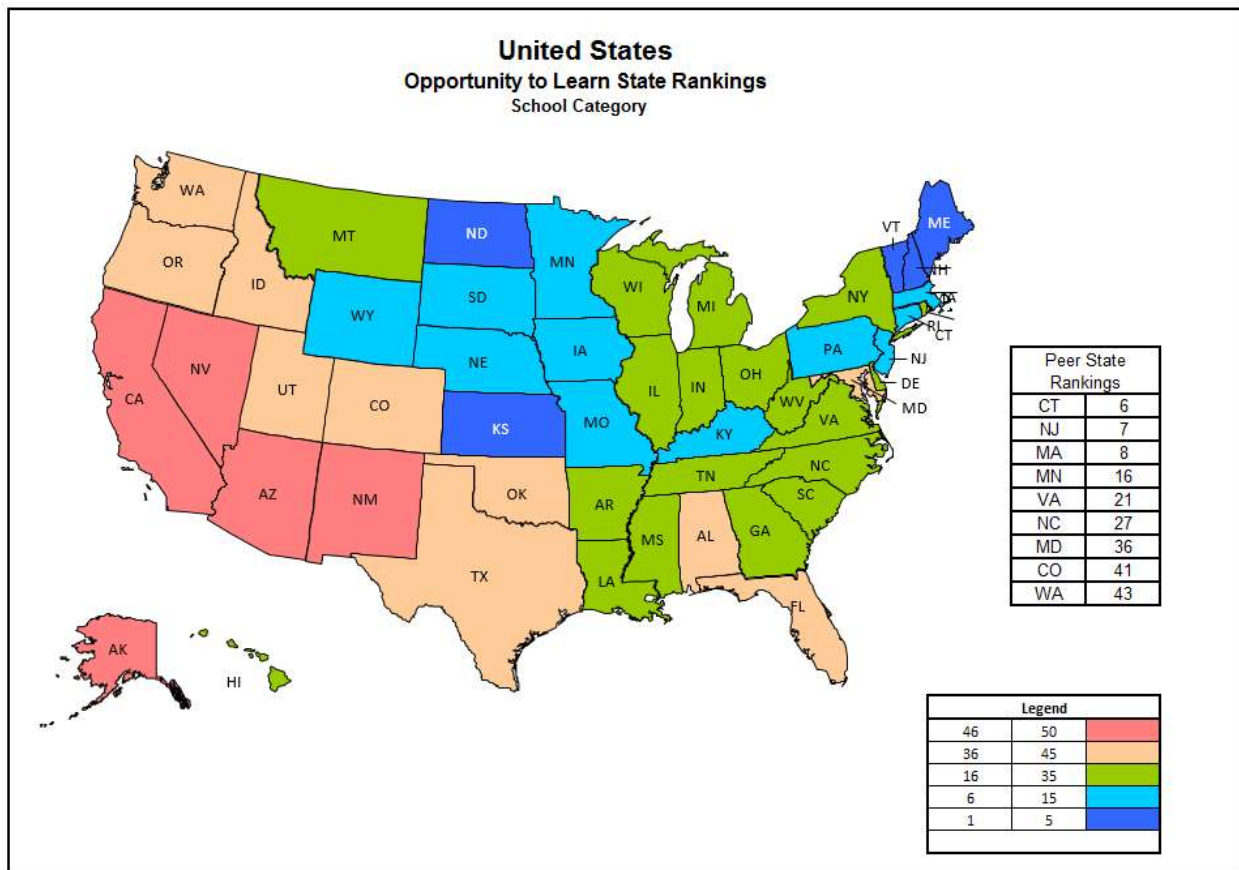 United States
Opportunity to Learn State Rankings
School Category
WA
MT
ND
MN
VT
ME
OR
ID
WY
SD
WI
MI
NY
NH
MA
RI
CT
NV
UT
CO
NE
IA
IL
IN
OH
PA
NJ
DE
MD
CA
KS
MO
KY
WV
VA
AZ
NM
OK
AR
TN
NC
SC
TX
LA
MS
AL
GA
FL
AK
HI
Peer State
Rankings
CT 6
NJ 7
MA 8
MN 16
VA 21
NC 27
MD 36
CO 41
WA 43
Legend
46 50
36 45
16 35
6 15
1 5